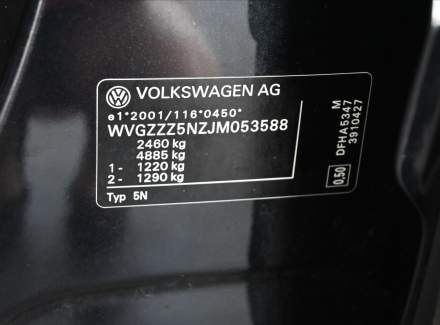 VOLKSWAGEN AG
e1*2001/116*0450*
WVGZZZ5NZJM053588
2460 kg
4885 kg
1- 1220 kg
2- 1290 kg
Typ 5N
M
DFHA5347
3910427
0,50